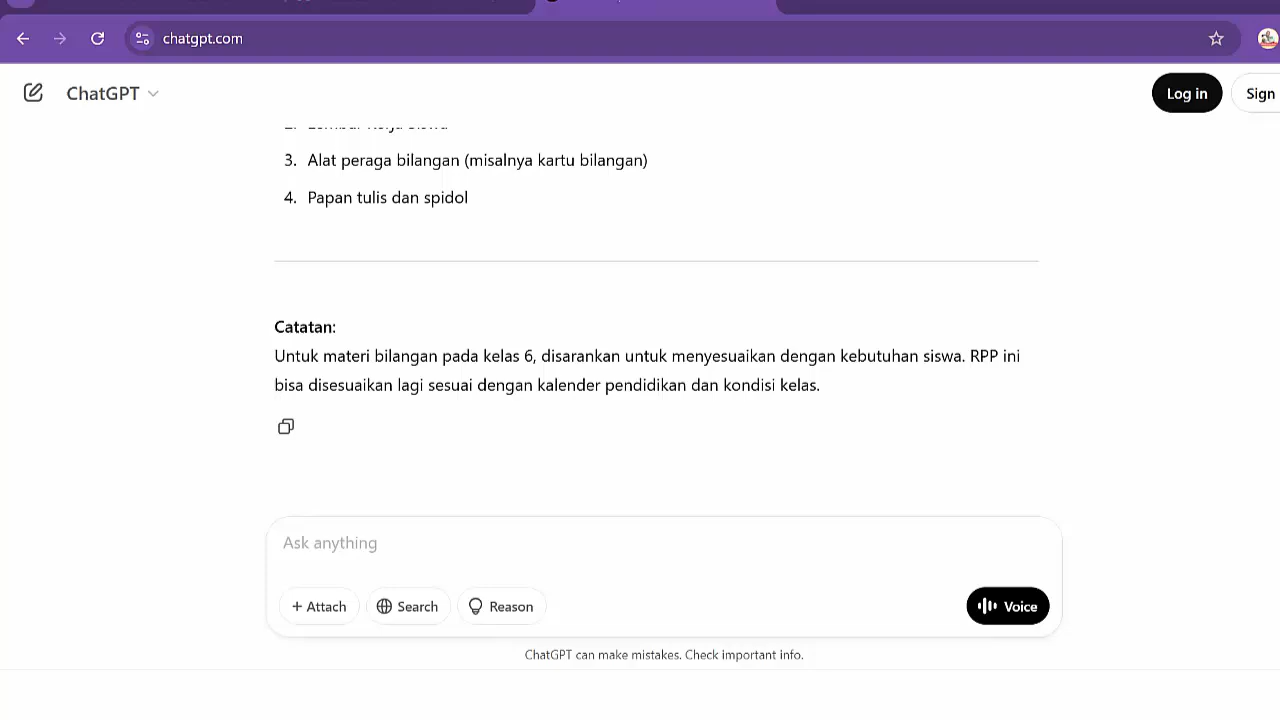 chatgpt.com
ChatGPT
Log in
Sign
3. Alat peraga bilangan (misalnya kartu bilangan)
4. Papan tulis dan spidol
Catatan:
Untuk materi bilangan pada kelas 6, disarankan untuk menyesuaikan dengan kebutuhan siswa. RPP ini
bisa disesuaikan lagi sesuai dengan kalender pendidikan dan kondisi kelas.
Ask anything
+ Attach
Search
Reason
Voice
ChatGPT can make mistakes. Check important info.